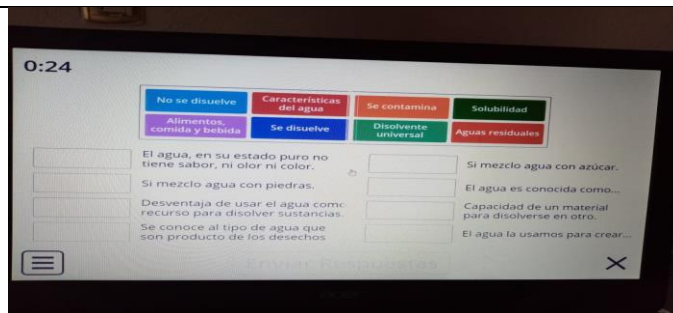 0:24
No se disuelve
Características
del agua
Se contamina
Solubilidad
Alimentos,
comida y bebida
Se disuelve
Disolvente
universal
Aguas residuales
El agua, en su estado puro no
tiene sabor, ni olor ni color.
Si mezclo agua con azúcar.
Si mezclo agua con piedras.
El agua es conocida como...
Desventaja de usar el agua como
recurso para disolver sustancias.
Capacidad de un material
para disolverse en otro.
Se conoce al tipo de agua que
son producto de los desechos
El agua la usamos para crear...
Enviar Respuestas